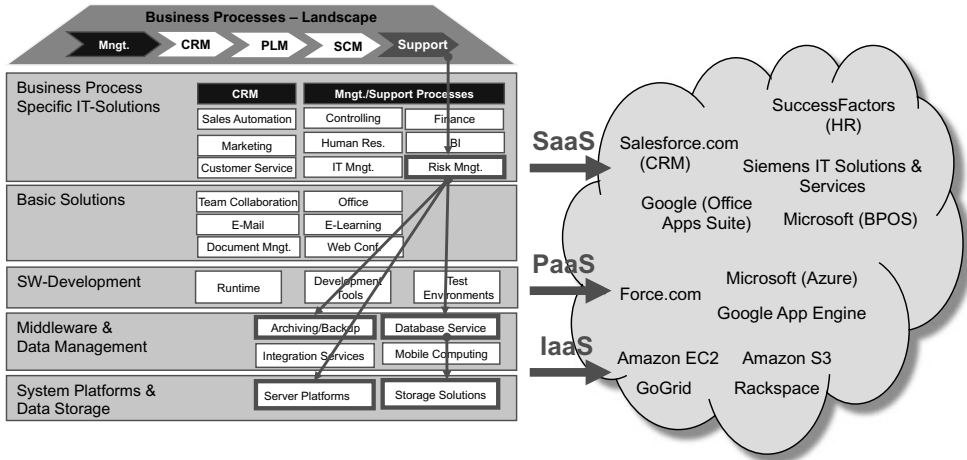 Business Processes – Landscape
Mngt.
CRM
PLM
SCM
Support
Business Process
Specific IT-Solutions
CRM
Mngt./Support Processes
Sales Automation
Controlling
Finance
Marketing
Human Res.
BI
Customer Service
IT Mngt.
Risk Mngt.
Basic Solutions
Team Collaboration
Office
E-Mail
E-Learning
Document Mngt.
Web Conf.
SW-Development
Runtime
Development
Tools
Test
Environments
Middleware &
Data Management
Archiving/Backup
Database Service
Integration Services
Mobile Computing
System Platforms &
Data Storage
Server Platforms
Storage Solutions
SaaS
PaaS
IaaS
SuccessFactors
(HR)
Salesforce.com
(CRM)
Siemens IT Solutions &
Services
Google (Office
Apps Suite)
Microsoft (BPOS)
Microsoft (Azure)
Force.com
Google App Engine
Amazon EC2
Amazon S3
GoGrid
Rackspace